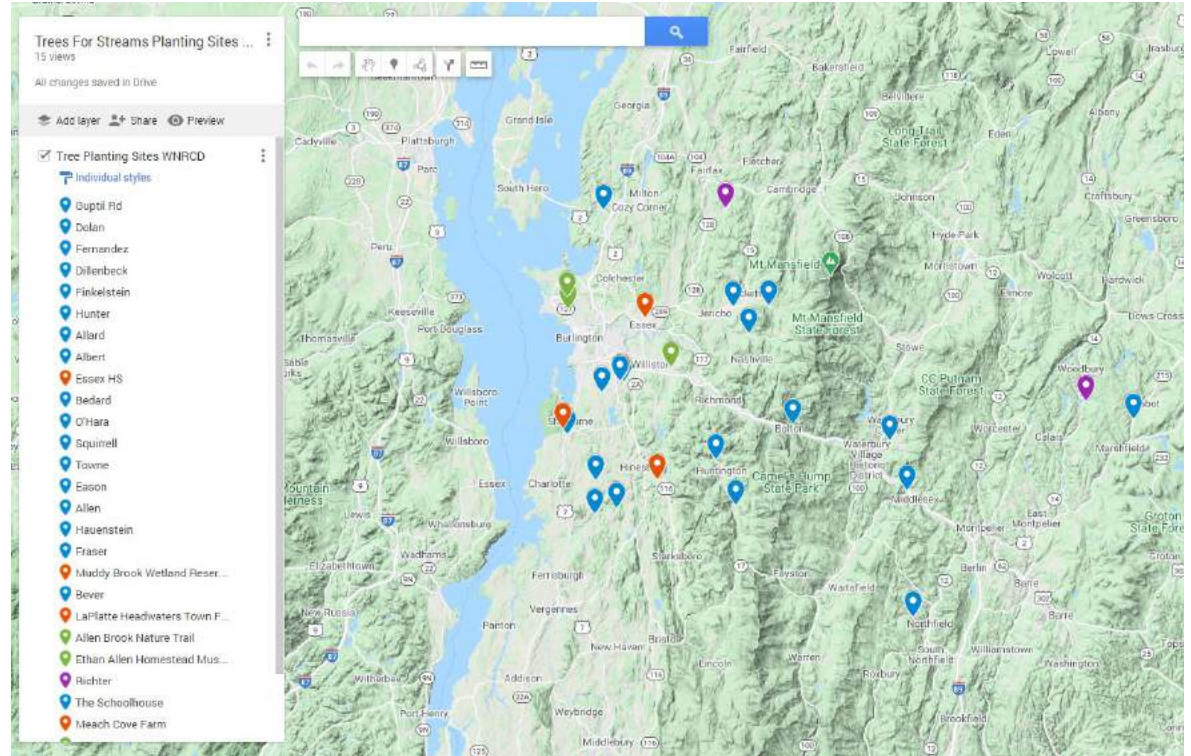 Trees For Streams Planting Sites ...
15 views
All changes saved in Drive
Add layer
Share
Preview
Tree Planting Sites WNRCD
Individual styles
Guptil Rd
Dolan
Fernandez
Dillenbeck
Finkelstein
Hunter
Allard
Albert
Essex HS
Bedard
O'Hara
Squirrell
Towne
Eason
Allen
Hauenstein
Fraser
Muddy Brook Wetland Reser...
Bever
LaPlatte Headwaters Town F...
Allen Brook Nature Trail
Ethan Allen Homestead Mus...
Richter
The Schoolhouse
Meach Cove Farm
Fairfield
Bakersfield
Lowell
Irasburg
Belvidere
Albany
Georgia
Grand Isle
Long Trail
State Forest
Eden
Cadyville
Plattsburgh
Parc
Fletcher
Fairfax
Cambridge
Johnson
Craftsbury
South Hero
Milton
Cozy Corner
Greensboro
Hyde Park
Peru
Mt Mansfield
Morristown
Wolcott
Hardwick
Colchester
Elmore
Keeseville
Jericho
Port Douglass
Essex
Mt Mansfield
State Forest
Burlington
Stowe
Williston
Nashville
Woodbury
Willsboro
Point
Richmond
CC Putnam
State Forest
Bolton
Worcester
Calais
Marshfield
Willsboro
Waterbury
Village
Historic
District
Huntington
Camel's Hump
State Park
Essex
Charlotte
Middlesex
Lewis
Whallonsburg
Montpelier
East
Montpelier
Groton
Wadhams
Starksboro
Elizabethtown
Berlin
Ferrisburgh
Fayston
Waitsfield
Barre
Barre
New Russia
Vergennes
Northfield
Panton
New Haven
Bristol
Lincoln
Warren
South
Northfield
Williamstown
Washington
Witherbee
Addison
Roxbury
Port Henry
Weybridge
Brookfield
Middlebury